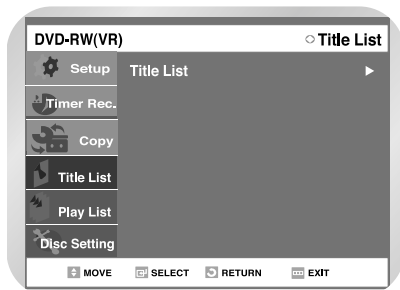 DVD-RW(VR) Title List
Setup
Title List
Timer Rec.
Copy
Title List
Play List
Disc Setting
MOVE SELECT RETURN EXIT